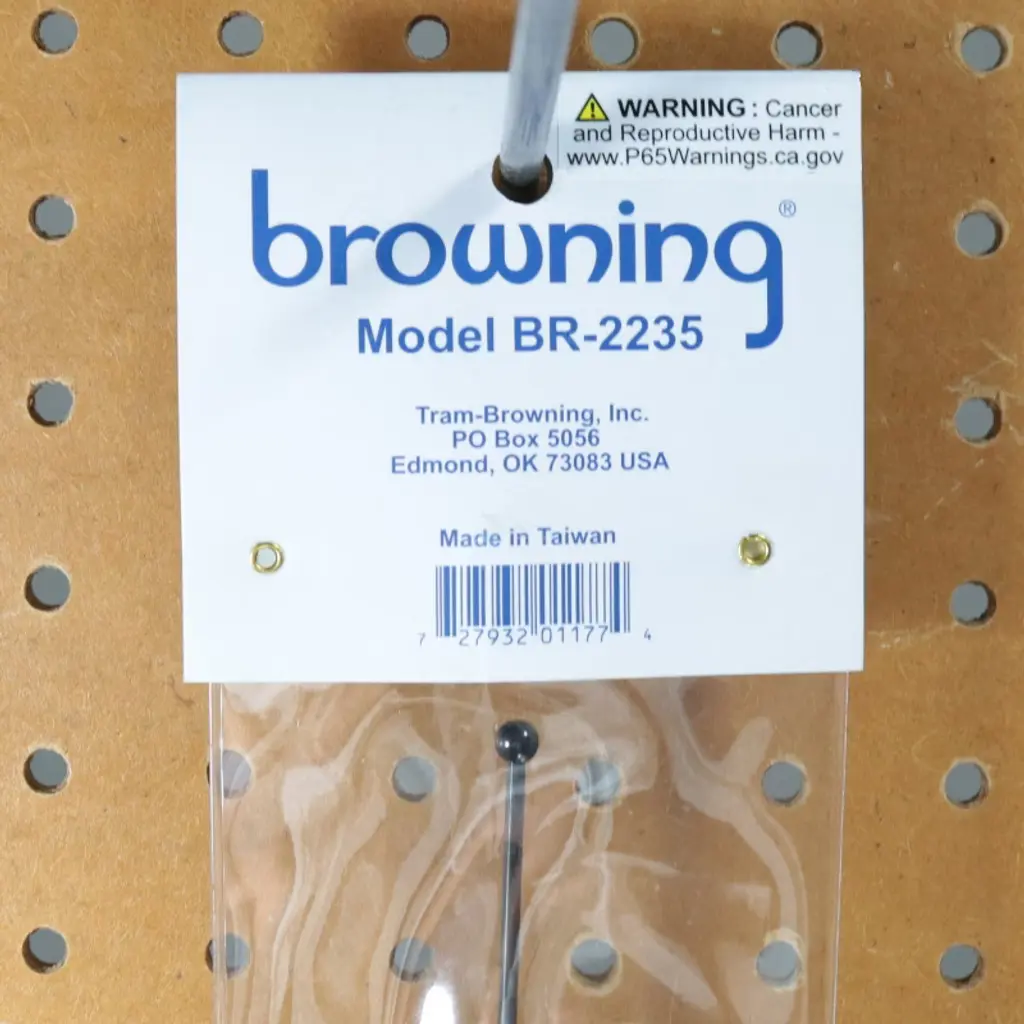 WARNING : Cancer
and Reproductive Harm -
www.P65Warnings.ca.gov
browning®
Model BR-2235
Tram-Browning, Inc.
PO Box 5056
Edmond, OK 73083 USA
Made in Taiwan
7 27932 01177 4